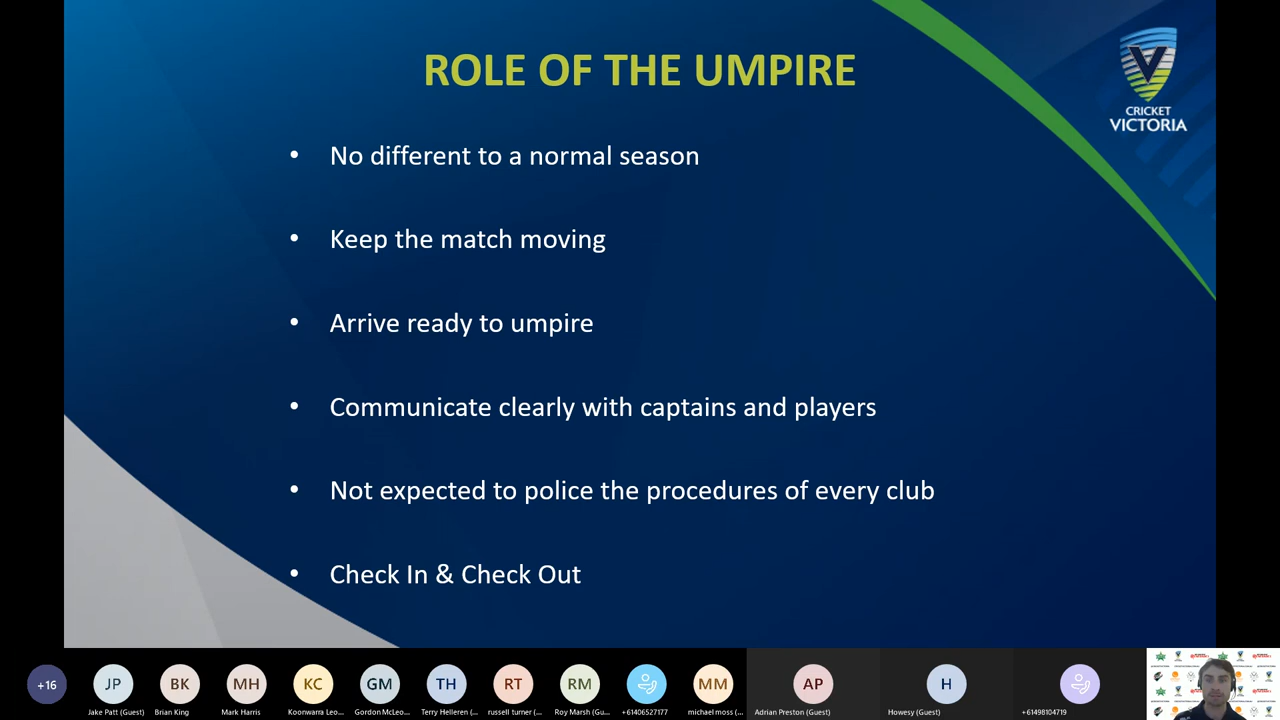 ROLE OF THE UMPIRE
CRICKET
VICTORIA
• No different to a normal season
• Keep the match moving
• Arrive ready to umpire
• Communicate clearly with captains and players
• Not expected to police the procedures of every club
• Check In & Check Out
+16
JP
BK
MH
KC
GM
TH
RT
RM
MM
AP
H
Jake Patt (Guest)
Brian King
Mark Harris
Koonwarra Leo...
Gordon McLeo...
Terry Helleren (...
russell turner (...
Roy Marsh (Gu...
+61406527177
michael moss (...
Adrian Preston (Guest)
Howesy (Guest)
+61498104719